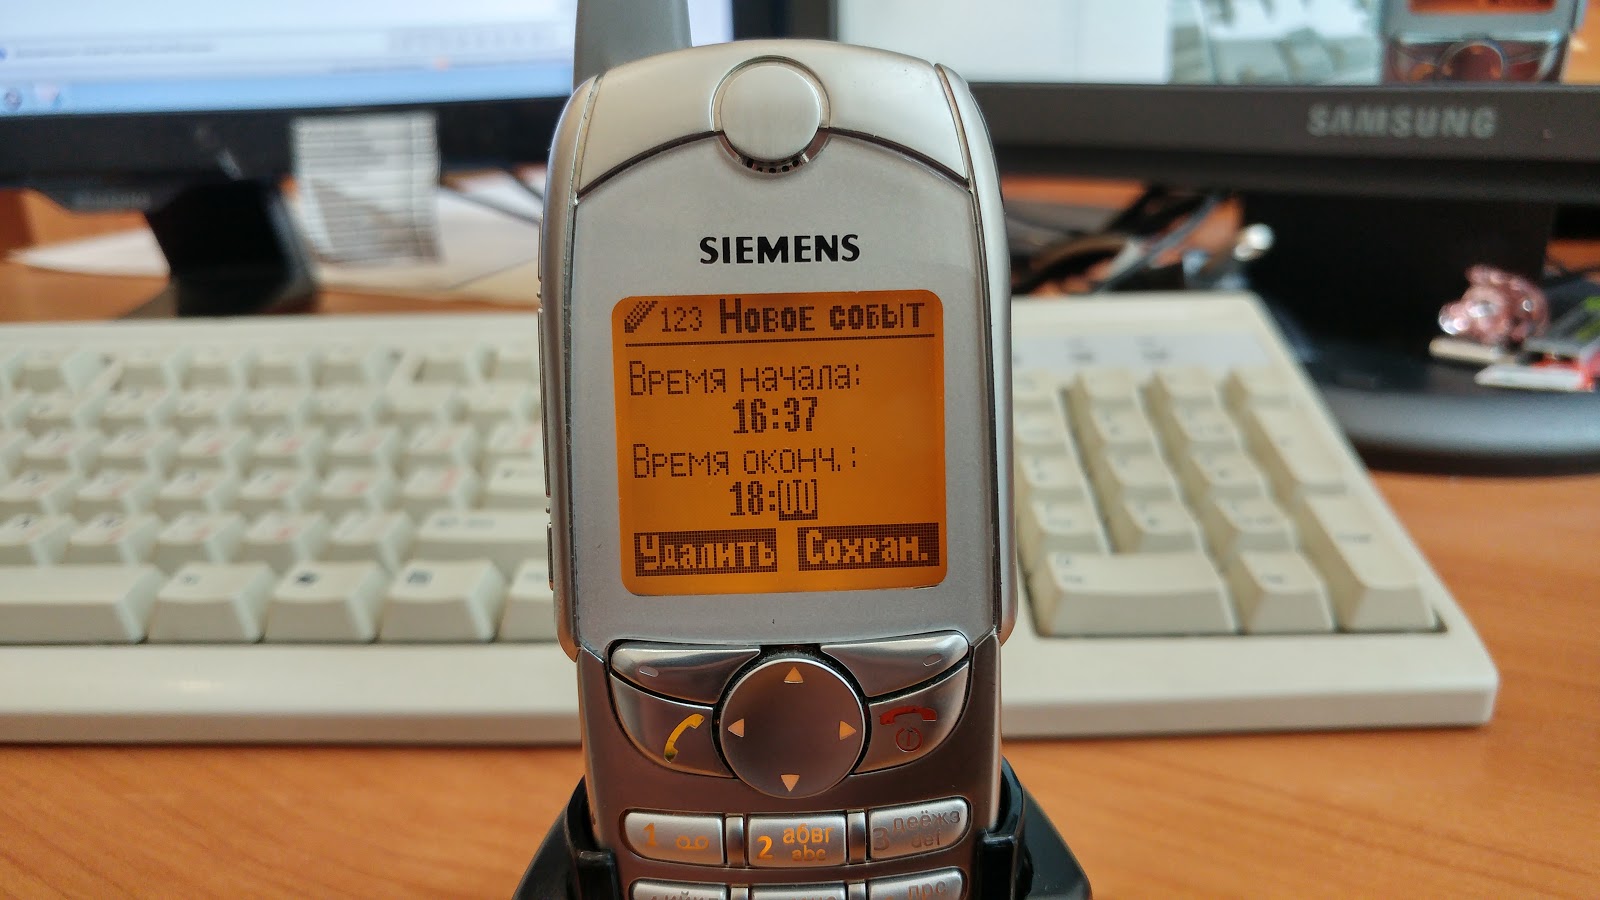 SAMSUNG
SIEMENS
123 Новое событ
Время начала:
16:37
Время оконч.:
18:00
Удалить Сохран.
1 2 абвг 3 деёжз
abc def